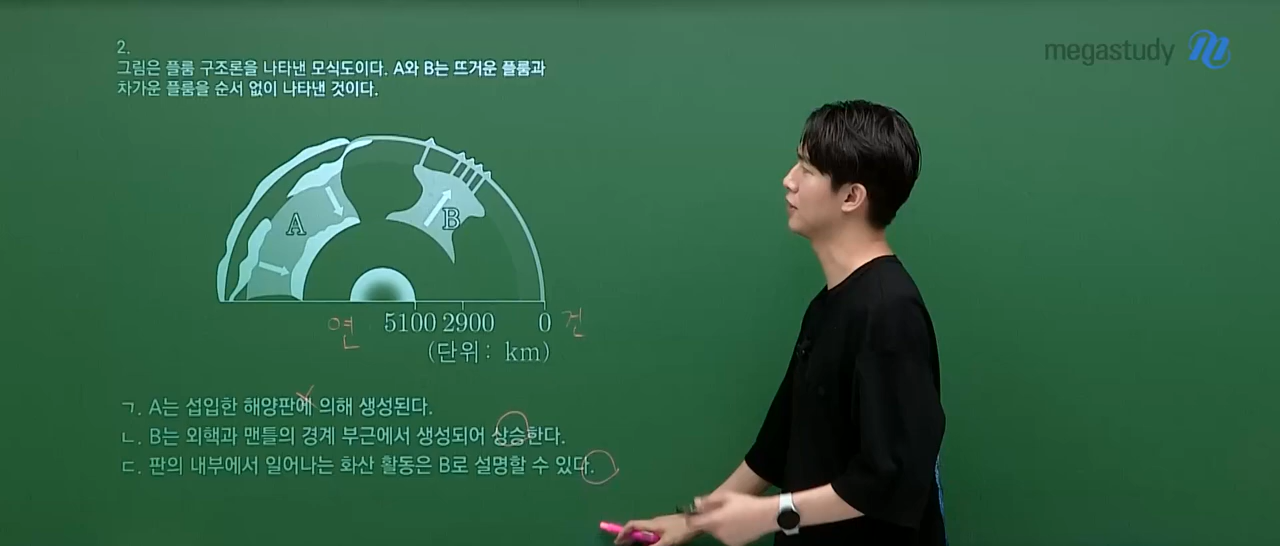 megastudy
2.
그림은 플룸 구조론을 나타낸 모식도이다. A와 B는 뜨거운 플룸과
차가운 플룸을 순서 없이 나타낸 것이다.
A
B
연 5100 2900 0
(단위 : km)
ㄱ. A는 섭입한 해양판에 의해 생성된다.
ㄴ. B는 외핵과 맨틀의 경계 부근에서 생성되어 상승한다.
ㄷ. 판의 내부에서 일어나는 화산 활동은 B로 설명할 수 있다.